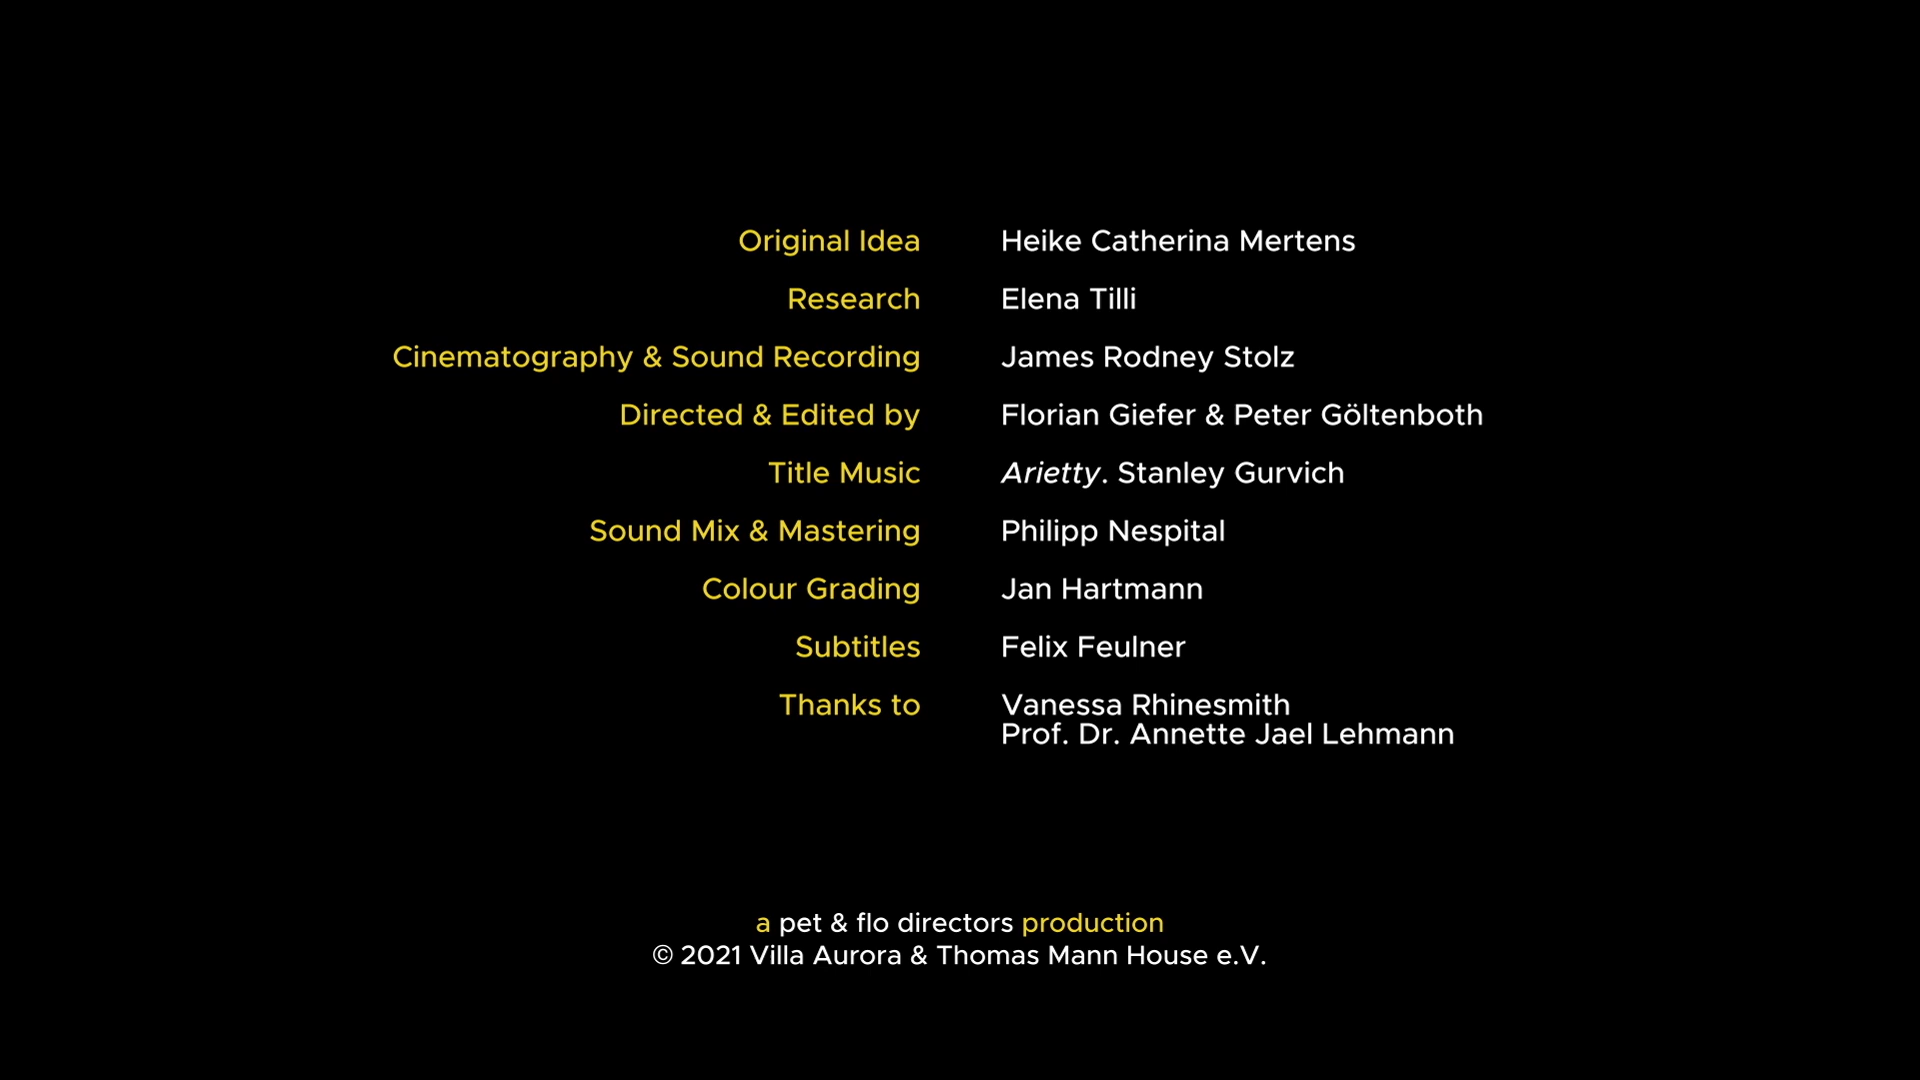 Original Idea Heike Catherina Mertens
Research Elena Tilli
Cinematography & Sound Recording James Rodney Stolz
Directed & Edited by Florian Giefer & Peter Göltenboth
Title Music Arietty. Stanley Gurvich
Sound Mix & Mastering Philipp Nespital
Colour Grading Jan Hartmann
Subtitles Felix Feulner
Thanks to Vanessa Rhinesmith
Prof. Dr. Annette Jael Lehmann
a pet & flo directors production
© 2021 Villa Aurora & Thomas Mann House e.V.